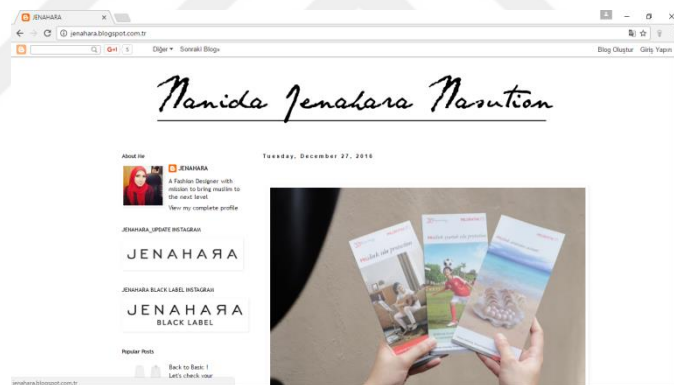 JENAHARA
jenahara.blogspot.com.tr
G+1 5 Diğer Sonraki Blog» Blog Oluştur Giriş Yapın
Nanida Jenahara Nasution
About Me
JENAHARA
A Fashion Designer with
mission to bring muslim to
the next level
View my complete profile
Tuesday, December 27, 2016
JENAHARA_UPDATE INSTAGRAM
JENAHAЯA
JENAHARA BLACK LABEL INSTAGRAM
JENAHAЯA
BLACK LABEL
Popular Posts
Back to Basic !
Let's check your
jenahara.blogspot.com.tr